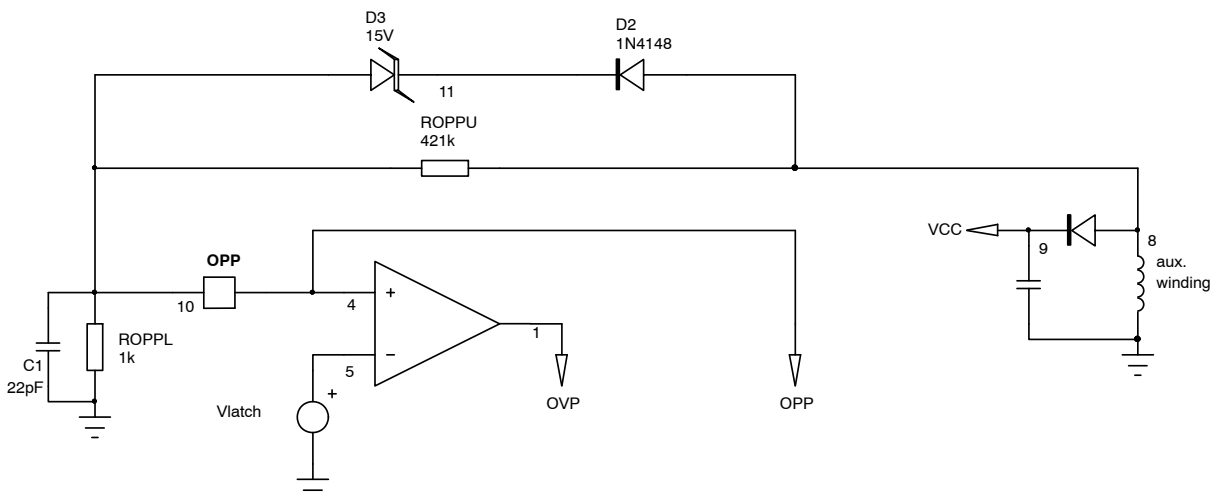 D3
15V
D2
1N4148
11
ROPPU
421k
VCC
9
8
aux.
winding
OPP
10
4
+
ROPPL
1k
C1
22pF
−
5
1
+
Vlatch
OVP
OPP